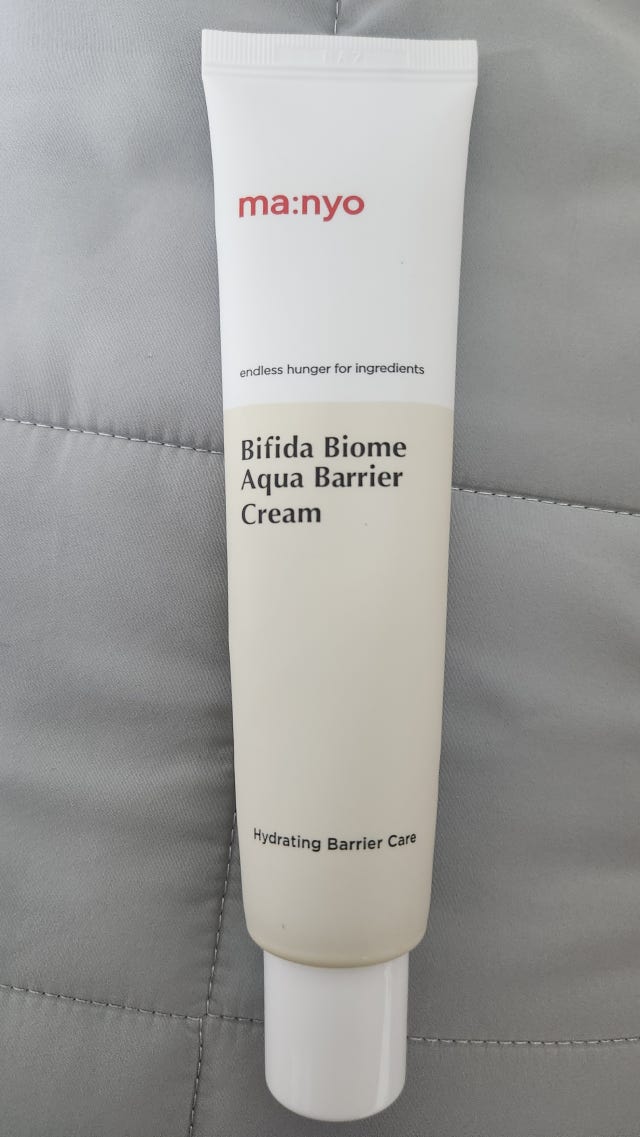 ma:nyo
endless hunger for ingredients
Bifida Biome
Aqua Barrier
Cream
Hydrating Barrier Care